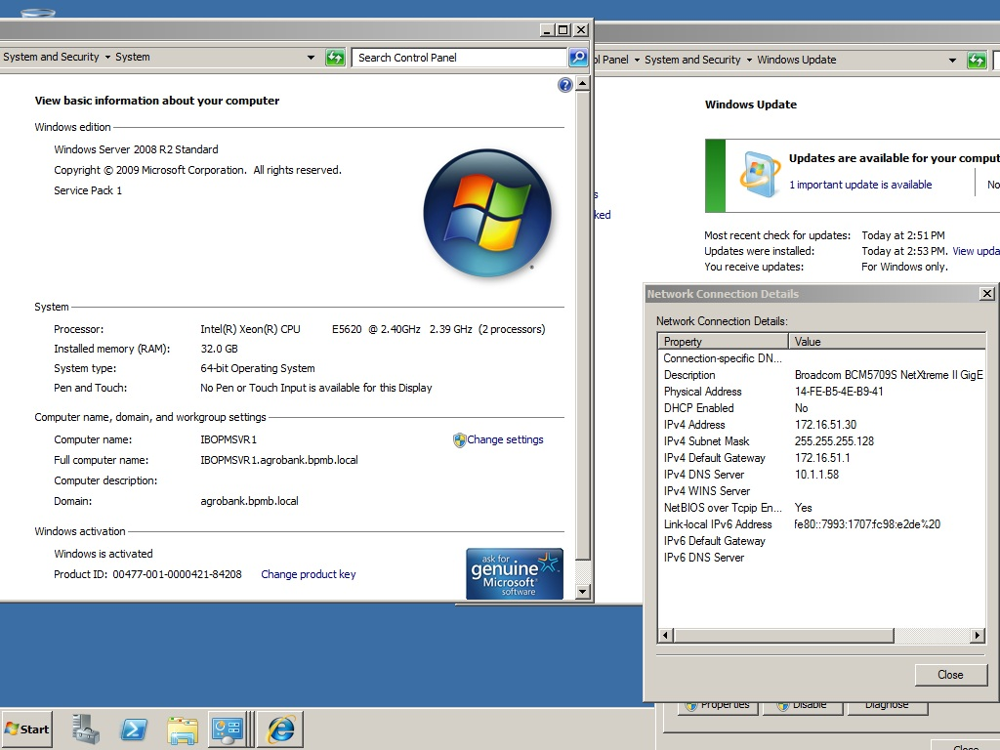 System and Security System
Search Control Panel
View basic information about your computer
Windows edition
Windows Server 2008 R2 Standard
Copyright © 2009 Microsoft Corporation. All rights reserved.
Service Pack 1
System
Processor: Intel(R) Xeon(R) CPU E5620 @ 2.40GHz 2.39 GHz (2 processors)
Installed memory (RAM): 32.0 GB
System type: 64-bit Operating System
Pen and Touch: No Pen or Touch Input is available for this Display
Computer name, domain, and workgroup settings
Computer name: IBOPMSVR1
Change settings
Full computer name: IBOPMSVR1.agrobank.bpmb.local
Computer description:
Domain: agrobank.bpmb.local
Windows activation
Windows is activated
Product ID: 00477-001-0000421-84208 Change product key
ask for
genuine
Microsoft
software
ol Panel System and Security Windows Update
Windows Update
Updates are available for your comput
1 important update is available
No
s
ked
Most recent check for updates: Today at 2:51 PM
Updates were installed: Today at 2:53 PM. View upda
You receive updates: For Windows only.
Network Connection Details
Network Connection Details:
Property Value
Connection-specific DN...
Description Broadcom BCM5709S NetXtreme II GigE
Physical Address 14-FE-B5-4E-B9-41
DHCP Enabled No
IPv4 Address 172.16.51.30
IPv4 Subnet Mask 255.255.255.128
IPv4 Default Gateway 172.16.51.1
IPv4 DNS Server 10.1.1.58
IPv4 WINS Server
NetBIOS over Tcpip En... Yes
Link-local IPv6 Address fe80::7993:1707:fc98:e2de%20
IPv6 Default Gateway
IPv6 DNS Server
Close
Properties Disable Diagnose
Close
Start